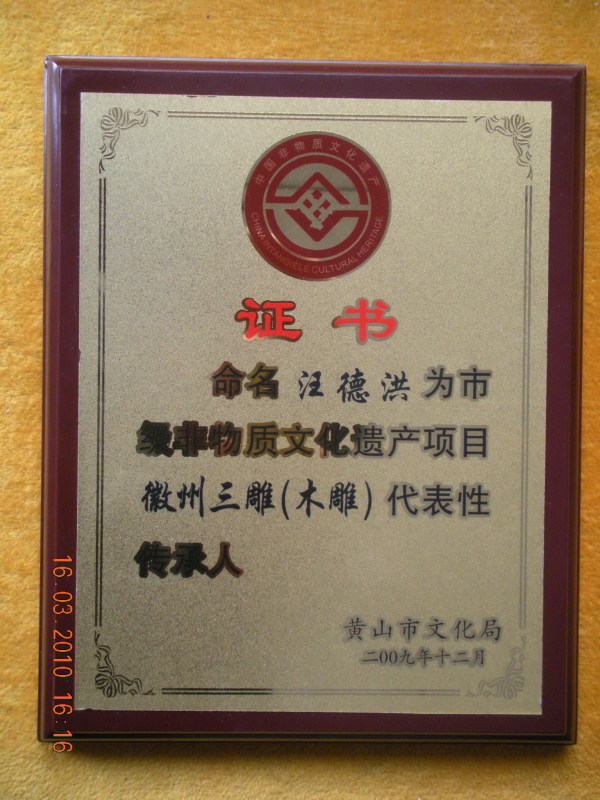 中国非物质文化遗产
CHINA INTANGIBLE CULTURAL HERITAGE
证书
命名汪德洪为市
级非物质文化遗产项目
徽州三雕(木雕)代表性
传承人
黄山市文化局
二00九年十二月
16.03.2010 16:16